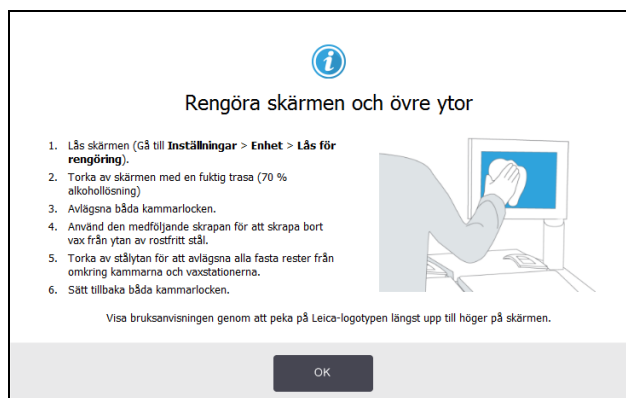 Rengöra skärmen och övre ytor
1. Lås skärmen (Gå till Inställningar > Enhet > Lås för
rengöring).
2. Torka av skärmen med en fuktig trasa (70 %
alkohollösning)
3. Avlägsna båda kammarlocken.
4. Använd den medföljande skrapan för att skrapa bort
vax från ytan av rostfritt stål.
5. Torka av stålytan för att avlägsna alla fasta rester från
omkring kammarna och vaxstationerna.
6. Sätt tillbaka båda kammarlocken.
Visa bruksanvisningen genom att peka på Leica-logotypen längst upp till höger på skärmen.
OK